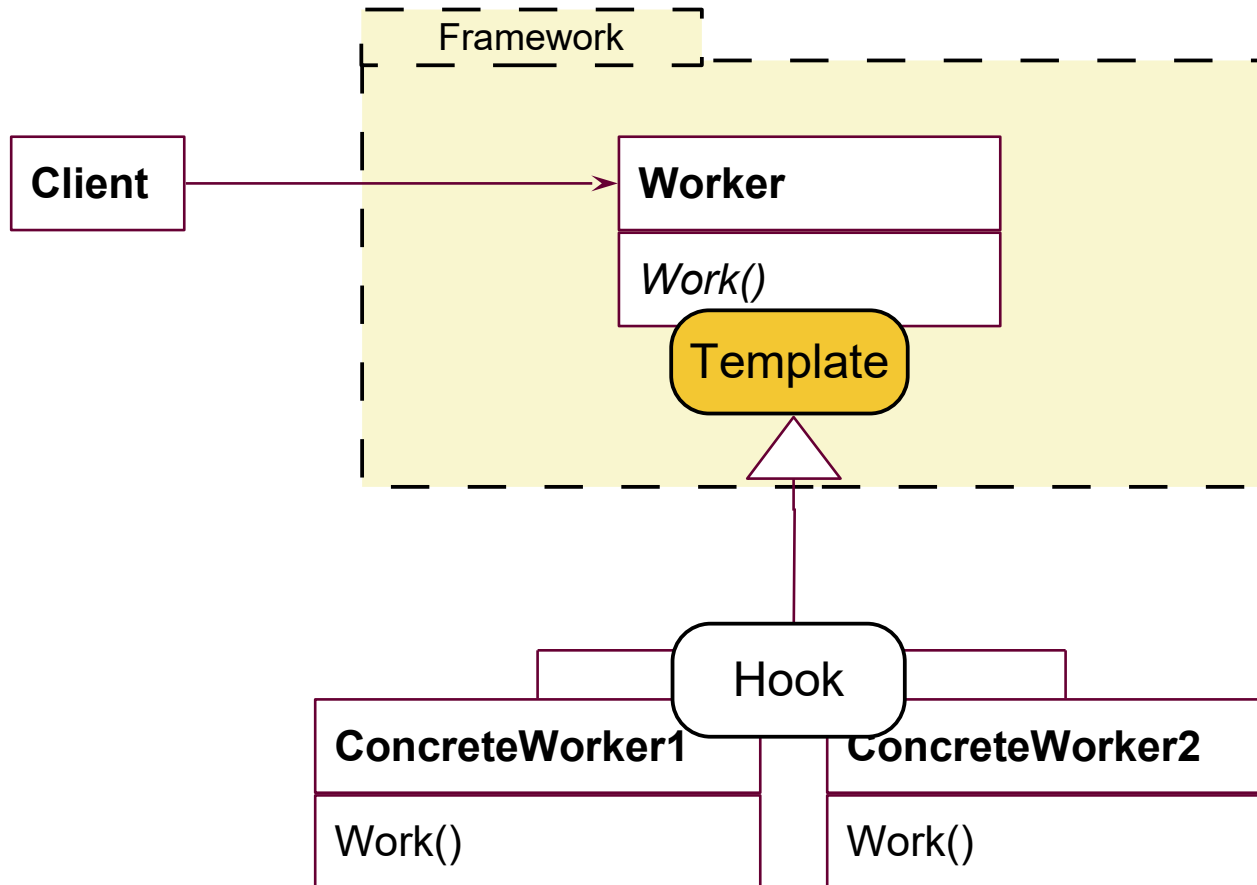 Framework
Client
Worker
Work()
Template
Hook
ConcreteWorker1
ConcreteWorker2
Work()
Work()